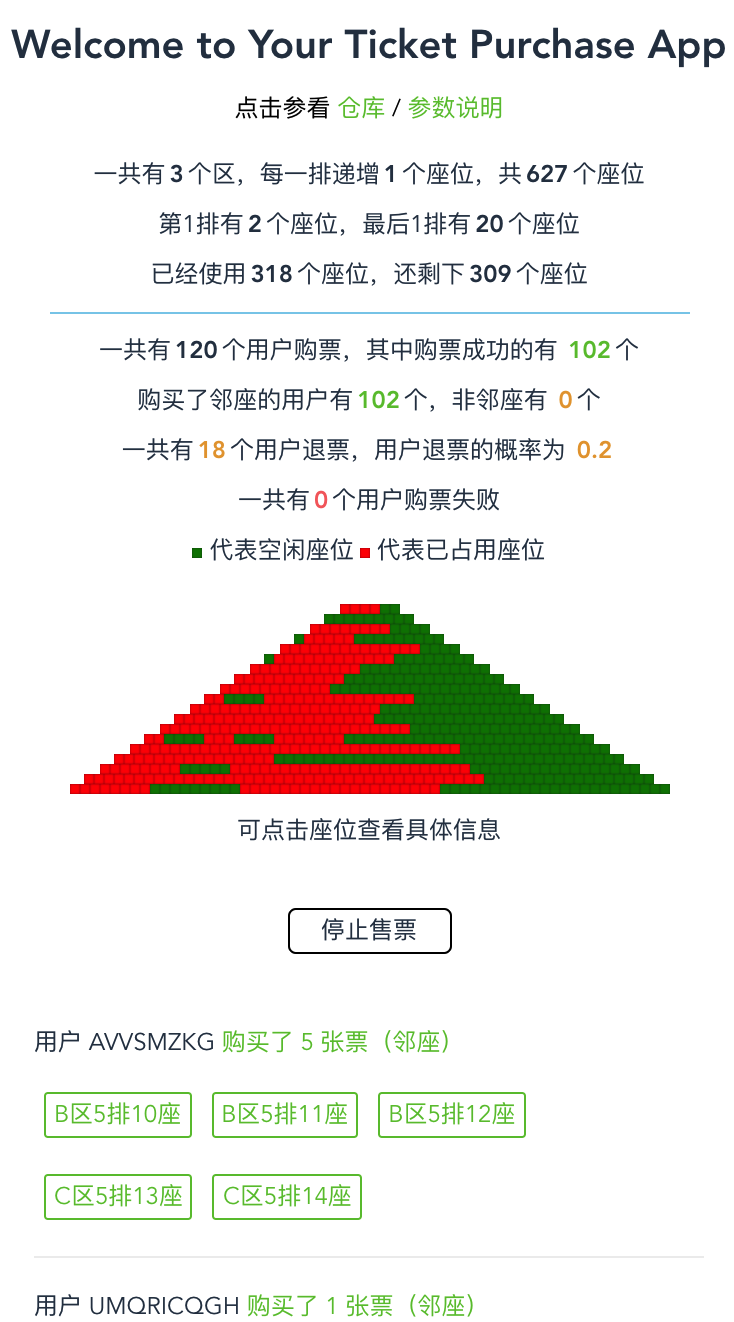 Welcome to Your Ticket Purchase App
点击参看 仓库 / 参数说明
一共有 3 个区，每一排递增 1 个座位，共 627 个座位
第1排有 2 个座位，最后1排有 20 个座位
已经使用 318 个座位，还剩下 309 个座位
一共有 120 个用户购票，其中购票成功的有 102 个
购买了邻座的用户有 102 个，非邻座有 0 个
一共有 18 个用户退票，用户退票的概率为 0.2
一共有 0 个用户购票失败
代表空闲座位 代表已占用座位
可点击座位查看具体信息
停止售票
用户 AVVSMZKG 购买了 5 张票（邻座）
B区5排10座 B区5排11座 B区5排12座
C区5排13座 C区5排14座
用户 UMQRICQGH 购买了 1 张票（邻座）